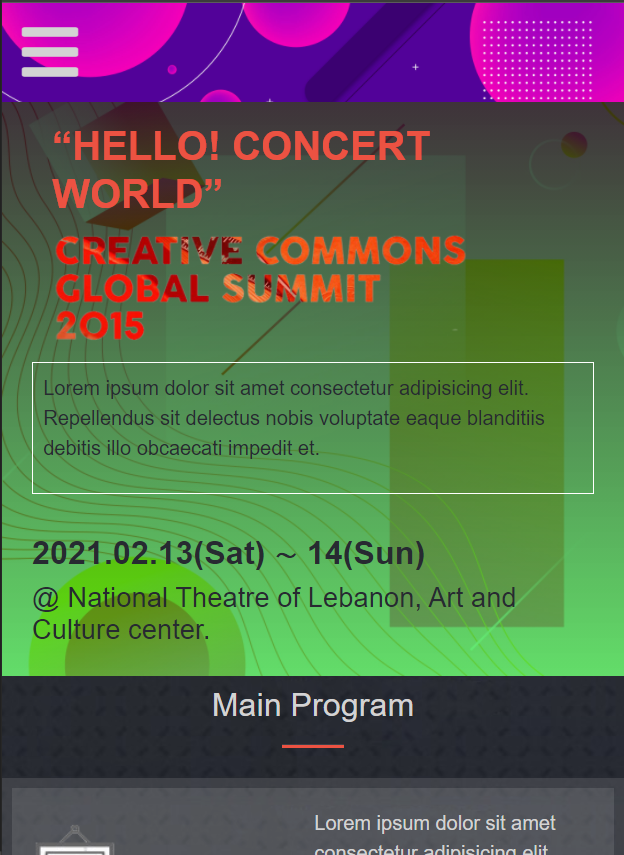 “HELLO! CONCERT
WORLD”
CREATIVE COMMONS
GLOBAL SUMMIT
2015
Lorem ipsum dolor sit amet consectetur adipisicing elit.
Repellendus sit delectus nobis voluptate eaque blanditiis
debitis illo obcaecati impedit et.
2021.02.13(Sat) ~ 14(Sun)
@ National Theatre of Lebanon, Art and
Culture center.
Main Program
Lorem ipsum dolor sit amet
consectetur adipisicing elit.